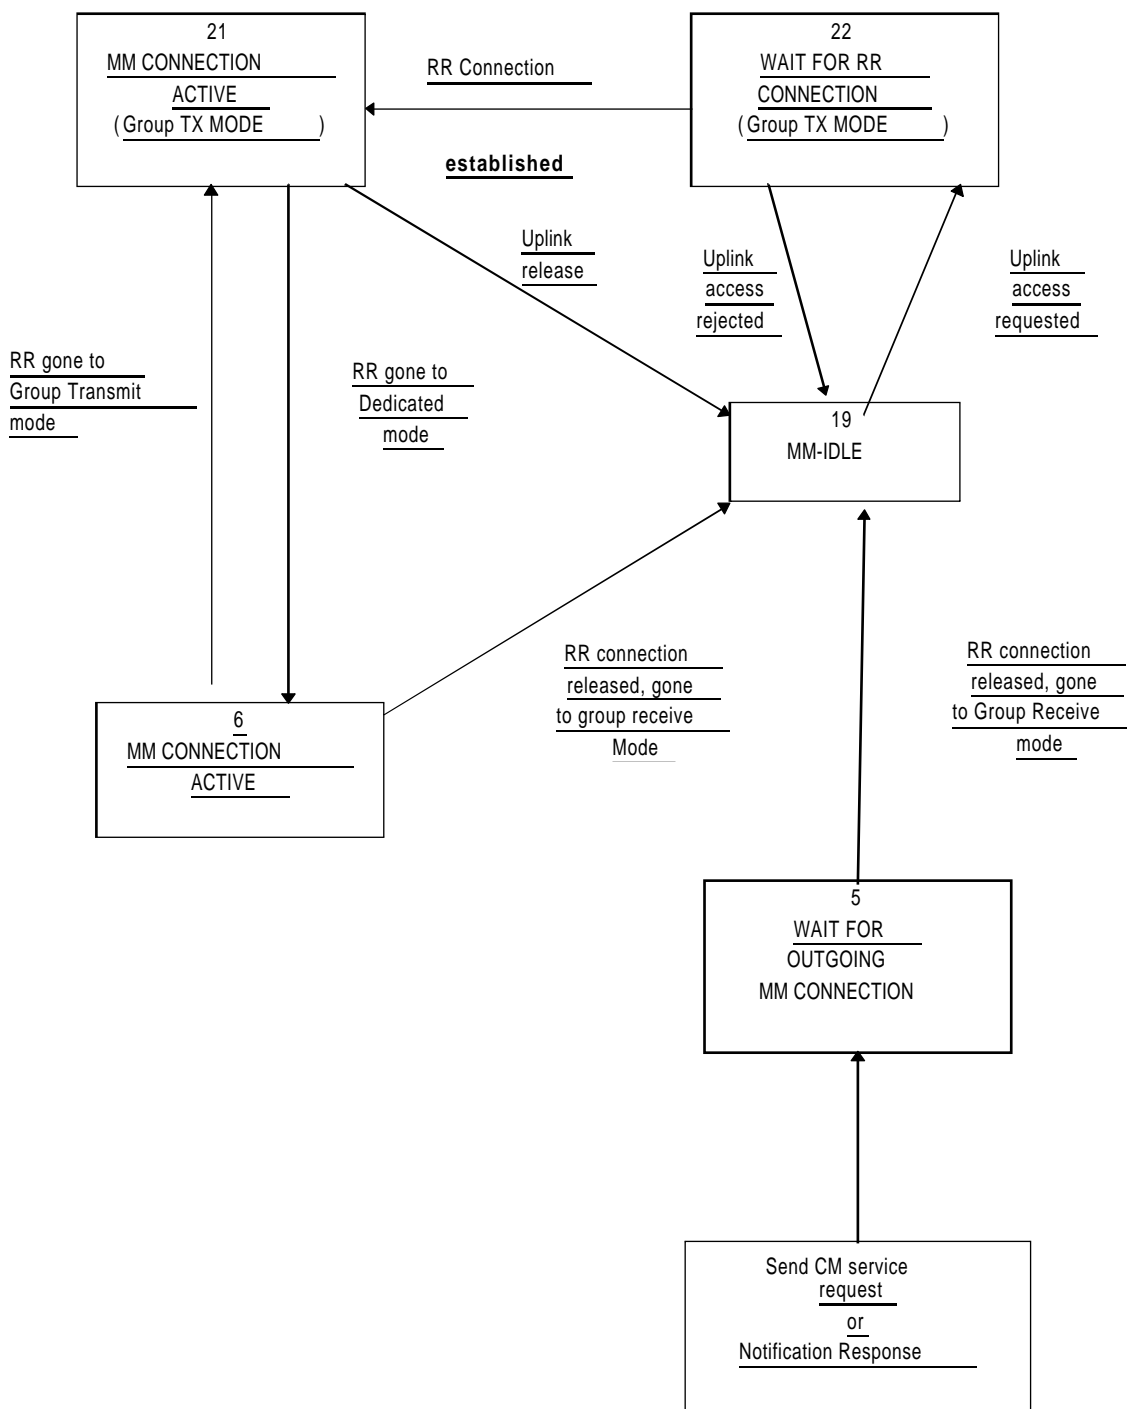 21
MM CONNECTION
ACTIVE
(Group TX MODE )
22
WAIT FOR RR
CONNECTION
(Group TX MODE )
RR Connection
established
Uplink
release
Uplink
access
rejected
Uplink
access
requested
RR gone to
Group Transmit
mode
RR gone to
Dedicated
mode
19
MM-IDLE
6
MM CONNECTION
ACTIVE
RR connection
released, gone
to group receive
Mode
RR connection
released, gone
to Group Receive
mode
5
WAIT FOR
OUTGOING
MM CONNECTION
Send CM service
request
or
Notification Response